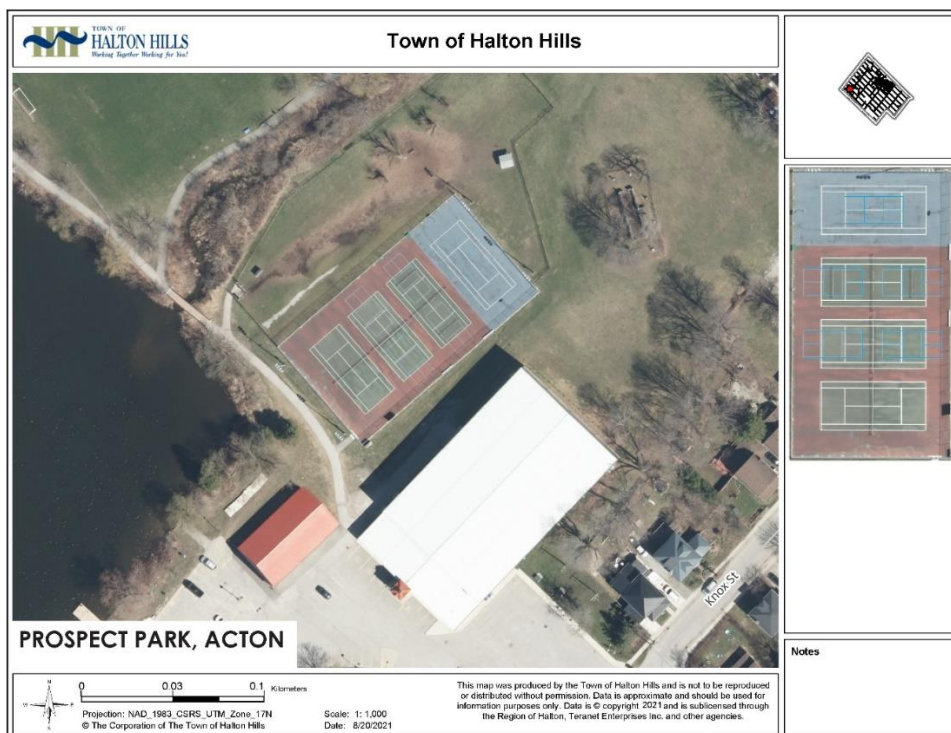 TOWN OF
HALTON HILLS
Working Together Working for You!
Town of Halton Hills
Knox St
PROSPECT PARK, ACTON
Notes
0 0.03 0.1 Kilometers
Projection: NAD_1983_CSRS_UTM_Zone_17N
© The Corporation of The Town of Halton Hills
Scale: 1: 1,000
Date: 8/20/2021
This map was produced by the Town of Halton Hills and is not to be reproduced
or distributed without permission. Data is approximate and should be used for
information purposes only. Data is © copyright 2021 and is sublicensed through
the Region of Halton, Teranet Enterprises Inc. and other agencies.